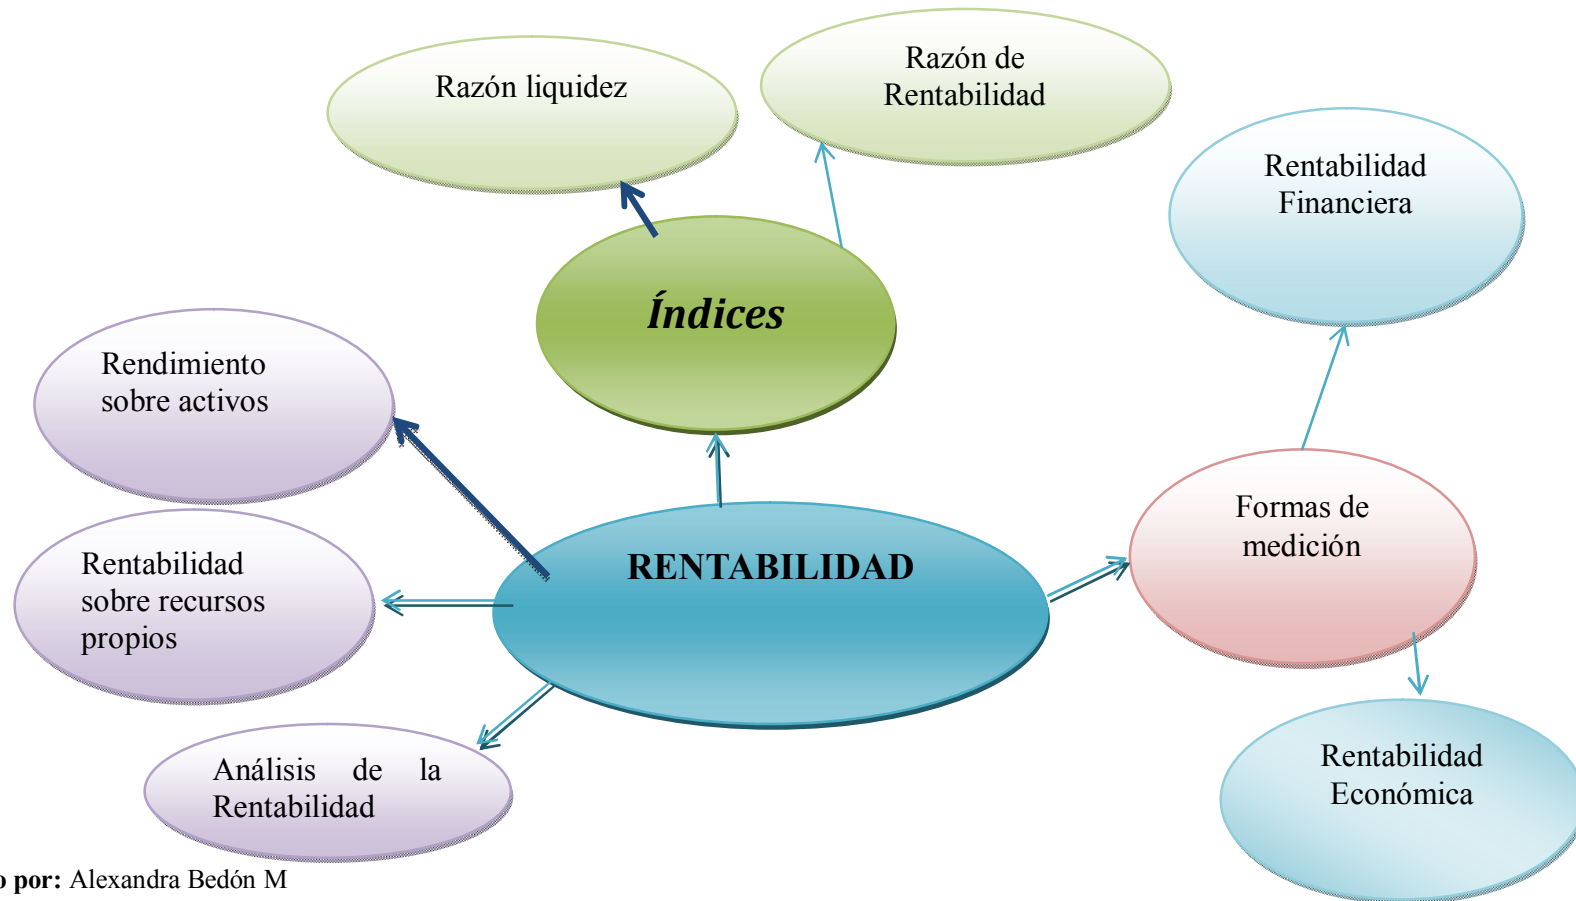 Razón liquidez
Razón de
Rentabilidad
Rentabilidad
Financiera
Índices
Rendimiento
sobre activos
Formas de
medición
RENTABILIDAD
Rentabilidad
sobre recursos
propios
Análisis de la
Rentabilidad
Rentabilidad
Económica
o por: Alexandra Bedón M